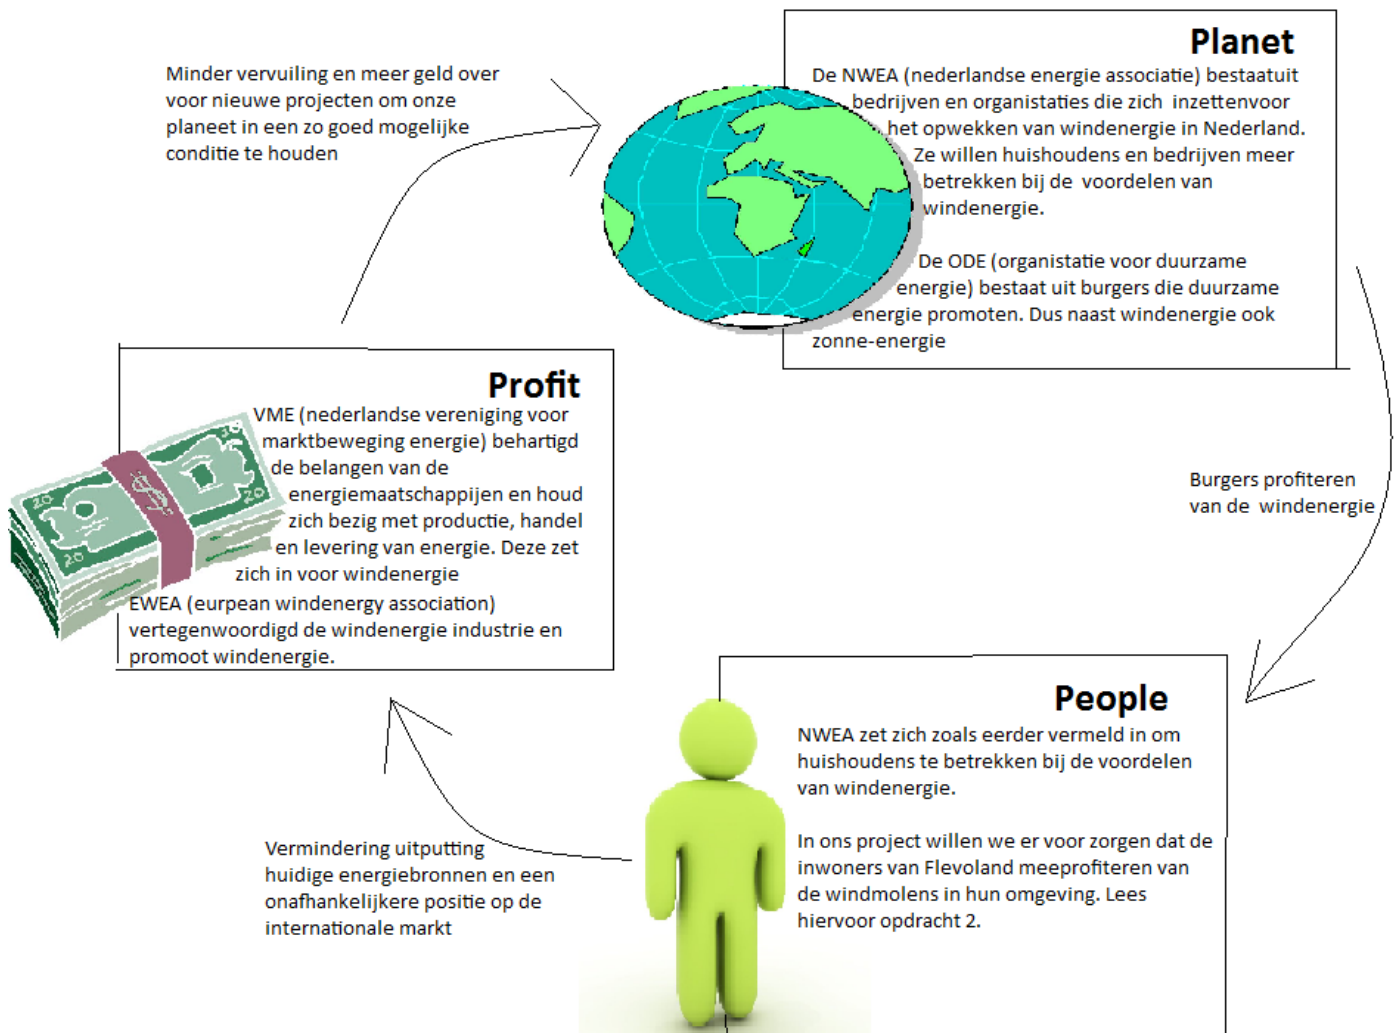 Planet
De NWEA (nederlandse energie associatie) bestaatuit
bedrijven en organistaties die zich inzettenvoor
het opwekken van windenergie in Nederland.
Ze willen huishoudens en bedrijven meer
betrekken bij de voordelen van
windenergie.
De ODE (organistatie voor duurzame
energie) bestaat uit burgers die duurzame
energie promoten. Dus naast windenergie ook
zonne-energie
Burgers profiteren
van de windenergie
People
NWEA zet zich zoals eerder vermeld in om
huishoudens te betrekken bij de voordelen
van windenergie.
In ons project willen we er voor zorgen dat de
inwoners van Flevoland meeprofiteren van
de windmolens in hun omgeving. Lees
hiervoor opdracht 2.
Vermindering uitputting
huidige energiebronnen en een
onafhankelijkere positie op de
internationale markt
Profit
VME (nederlandse vereniging voor
marktbeweging energie) behartigd
de belangen van de
energiemaatschappijen en houd
zich bezig met productie, handel
en levering van energie. Deze zet
zich in voor windenergie
EWEA (eurpean windenergy association)
vertegenwoordigd de windenergie industrie en
promoot windenergie.
20
20
20
$
Minder vervuiling en meer geld over
voor nieuwe projecten om onze
planeet in een zo goed mogelijke
conditie te houden